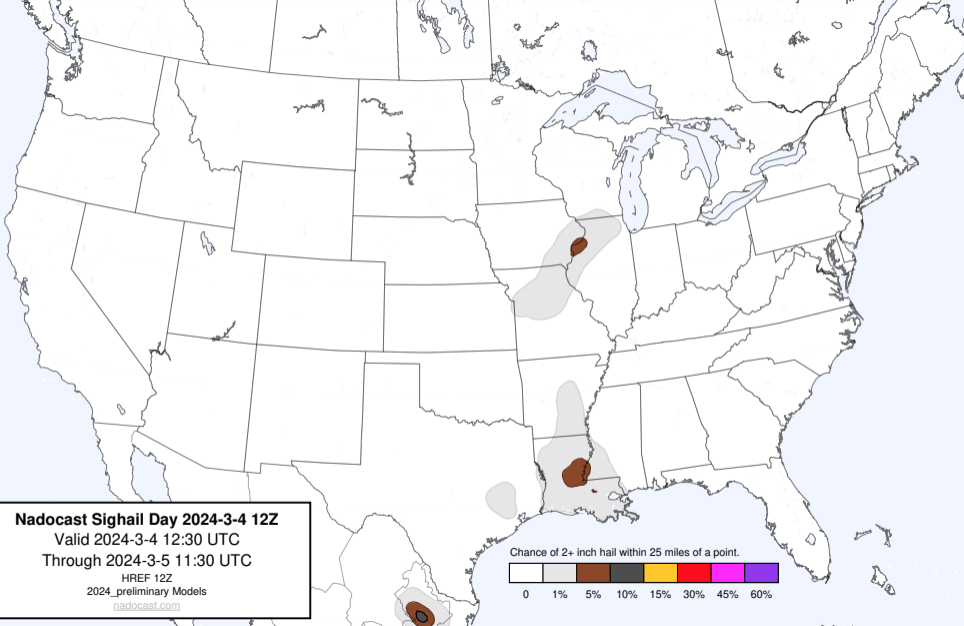 Nadocast Sighail Day 2024-3-4 12Z
Valid 2024-3-4 12:30 UTC
Through 2024-3-5 11:30 UTC
HREF 12Z
2024_preliminary Models
nadocast.com
Chance of 2+ inch hail within 25 miles of a point.
0 1% 5% 10% 15% 30% 45% 60%